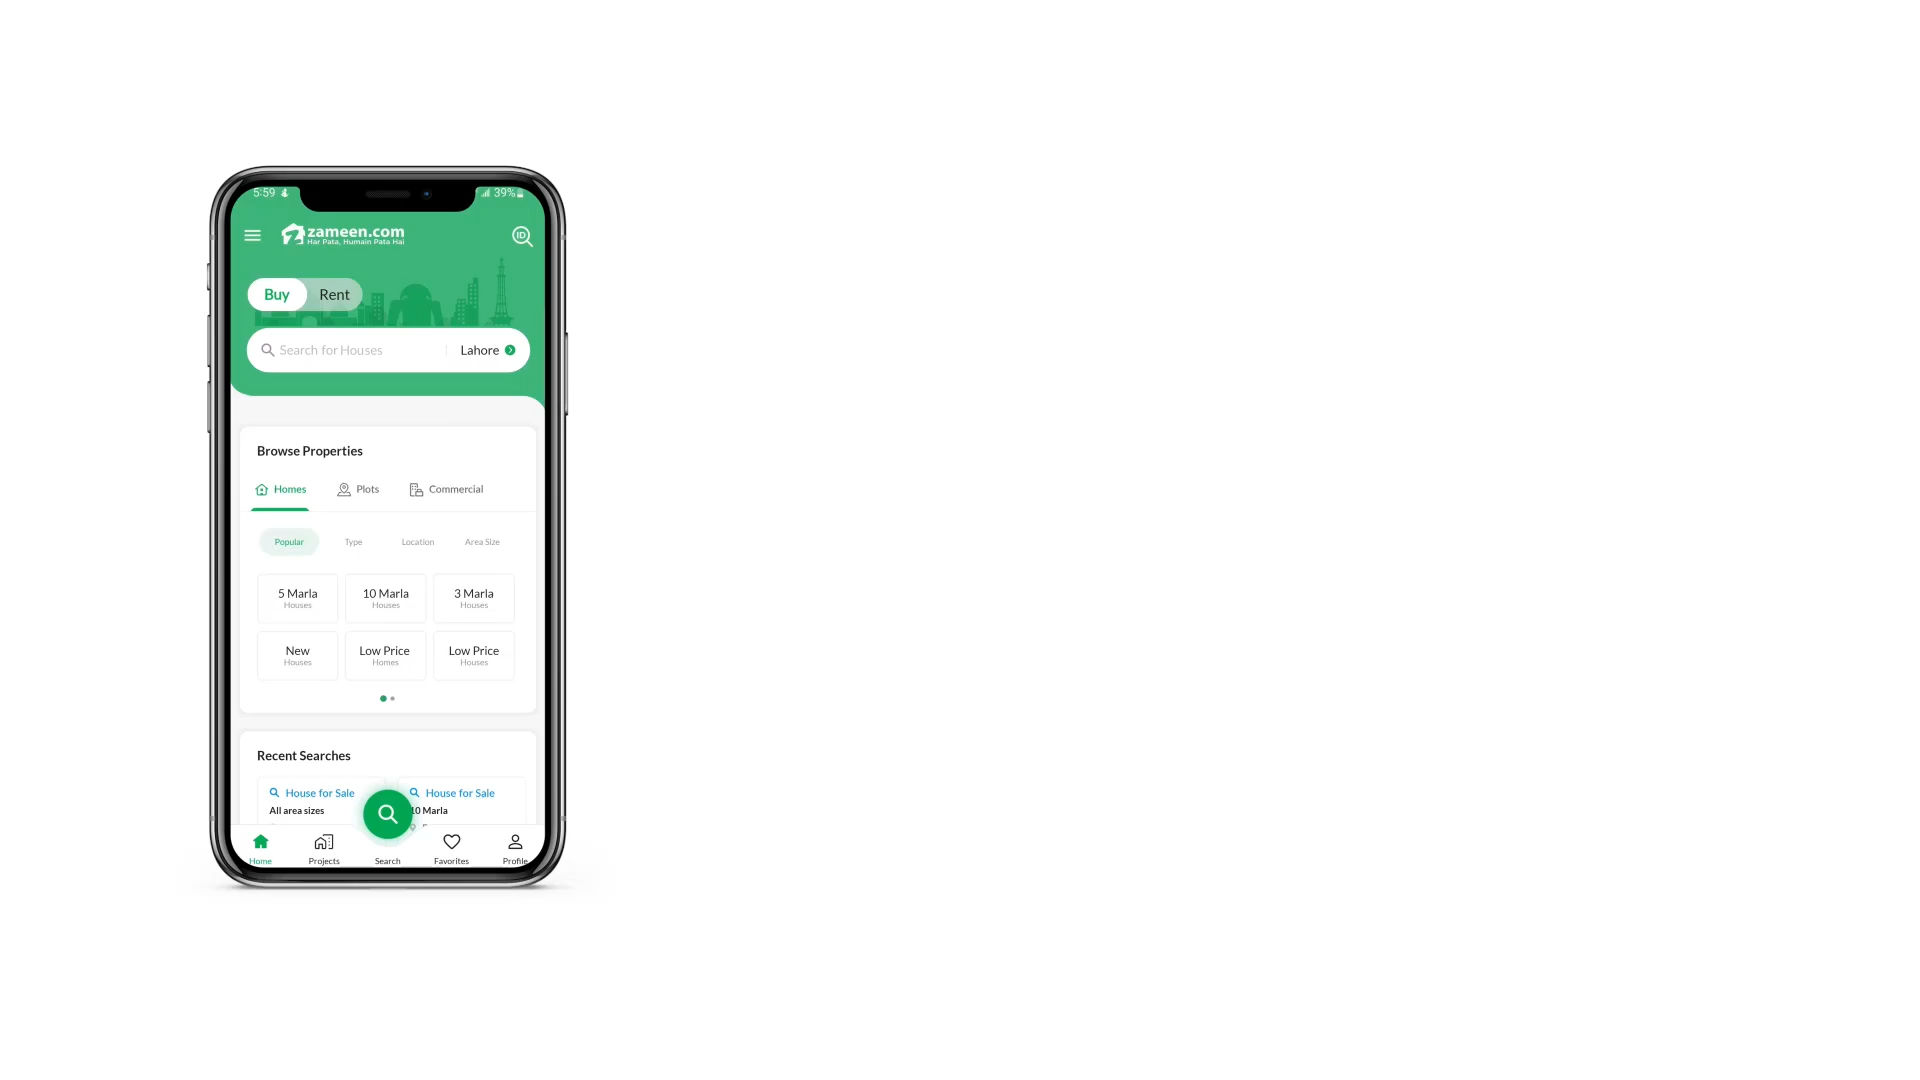 5:59
39%
zameen.com
Har Pata, Humain Pata Hai
ID
Buy
Rent
Search for Houses
Lahore
Browse Properties
Homes
Plots
Commercial
Popular
Type
Location
Area Size
5 Marla
Houses
10 Marla
Houses
3 Marla
Houses
New
Houses
Low Price
Homes
Low Price
Houses
Recent Searches
House for Sale
All area sizes
House for Sale
10 Marla
Home
Projects
Search
Favorites
Profile